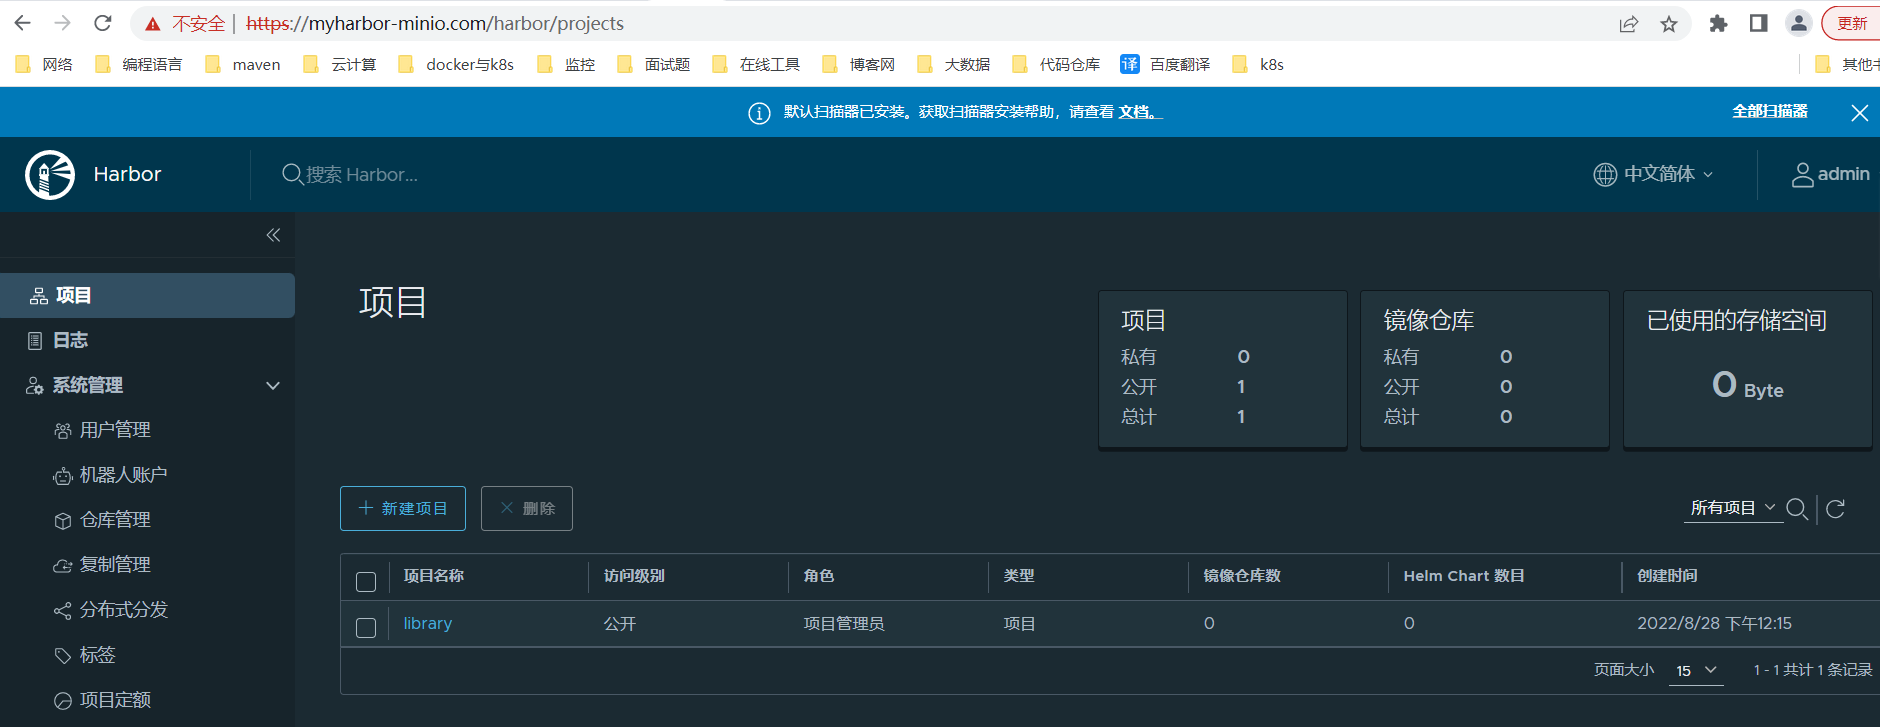 不安全 | https://myharbor-minio.com/harbor/projects 更新
网络 编程语言 maven 云计算 docker与k8s 监控 面试题 在线工具 博客网 大数据 代码仓库 译 百度翻译 k8s 其他
默认扫描器已安装。获取扫描器安装帮助，请查看 文档。 全部扫描器
Harbor 搜索 Harbor... 中文简体 admin
项目
日志
系统管理
用户管理
机器人账户
仓库管理
复制管理
分布式分发
标签
项目定额
项目
项目
私有 0
公开 1
总计 1
镜像仓库
私有 0
公开 0
总计 0
已使用的存储空间
0 Byte
新建项目 删除 所有项目
项目名称 访问级别 角色 类型 镜像仓库数 Helm Chart 数目 创建时间
library 公开 项目管理员 项目 0 0 2022/8/28 下午12:15
页面大小 15 1 - 1 共计 1 条记录